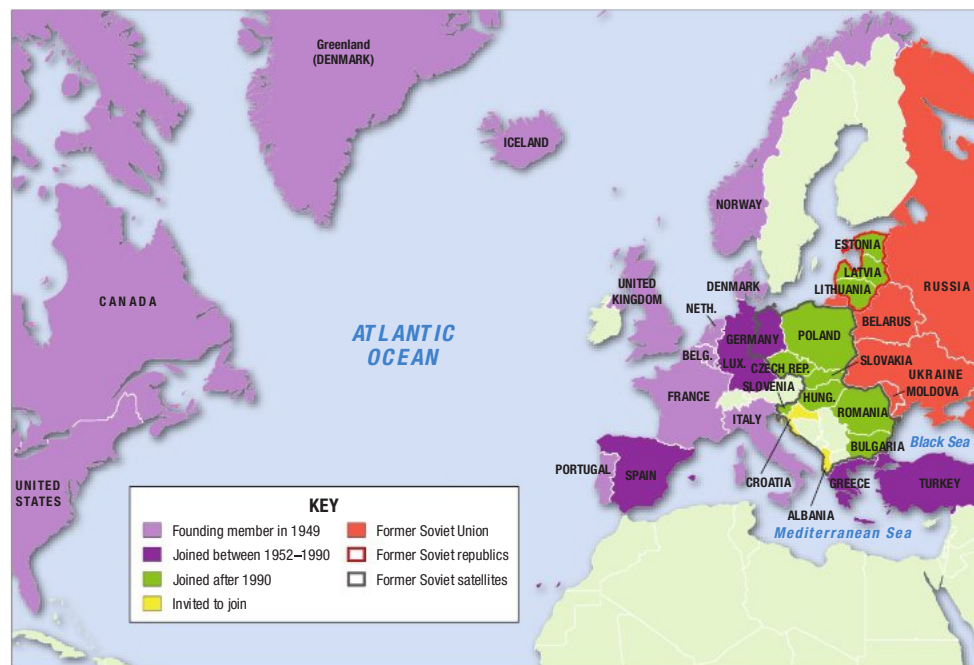 Greenland
(DENMARK)
ICELAND
NORWAY
ESTONIA
LATVIA
LITHUANIA
RUSSIA
CANADA
UNITED
KINGDOM
DENMARK
NETH.
BELARUS
ATLANTIC
OCEAN
GERMANY
POLAND
BELG.
LUX.
CZECH REP.
SLOVAKIA
UKRAINE
SLOVENIA
MOLDOVA
FRANCE
HUNG.
ITALY
ROMANIA
BULGARIA
Black Sea
UNITED
STATES
PORTUGAL
SPAIN
CROATIA
GREECE
TURKEY
ALBANIA
Mediterranean Sea
KEY
Founding member in 1949
Joined between 1952–1990
Joined after 1990
Invited to join
Former Soviet Union
Former Soviet republics
Former Soviet satellites